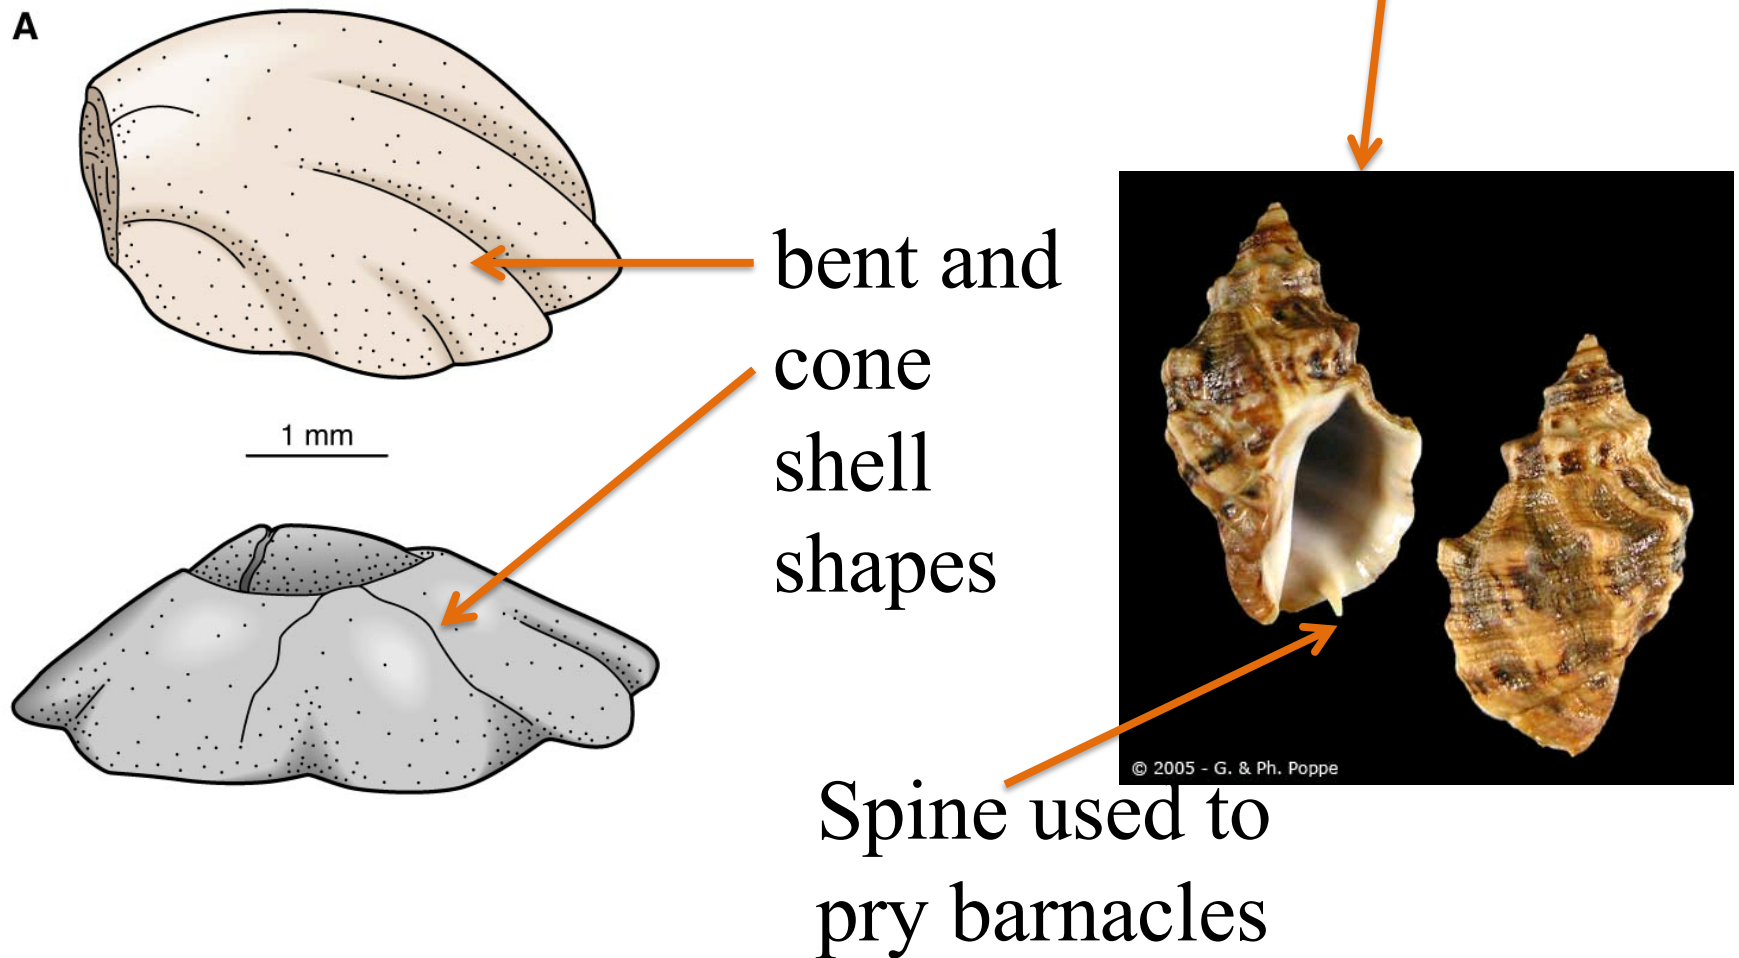 A
1 mm
bent and
cone
shell
shapes
© 2005 - G. & Ph. Poppe
Spine used to
pry barnacles